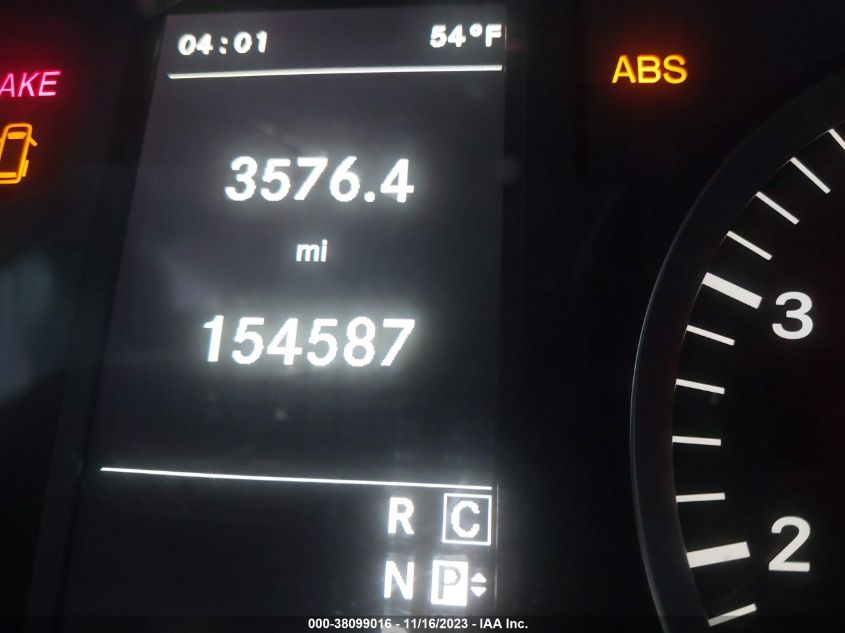 04:01 54°F
AKE
ABS
3576.4
mi
154587
3
2
R C
N P
000-38099016 - 11/16/2023 - IAA Inc.